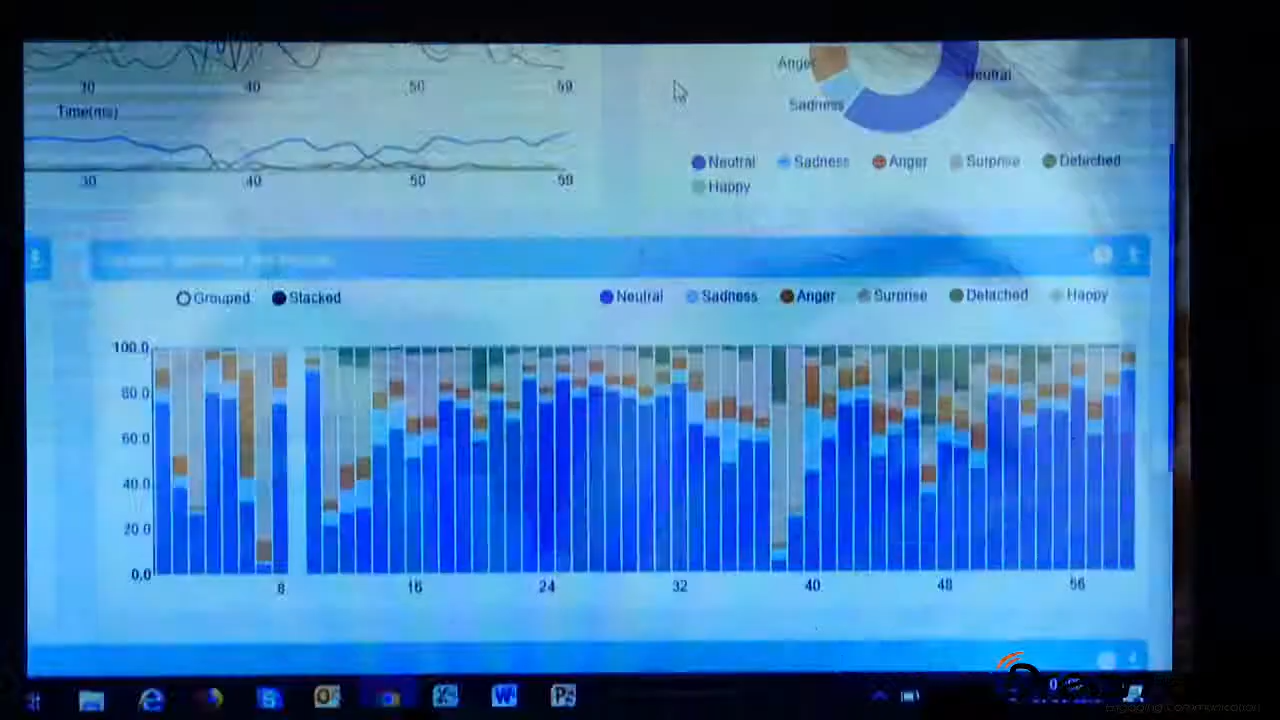 Anger
Neutral
Sadness
30 40 50 59
Time(ms)
30 40 50 59
Neutral Sadness Anger Surprise Detached
Happy
Grouped Stacked
Neutral Sadness Anger Surprise Detached Happy
100.0
80.0
60.0
40.0
20.0
0.0
8 16 24 32 40 48 56
Engaging Communication